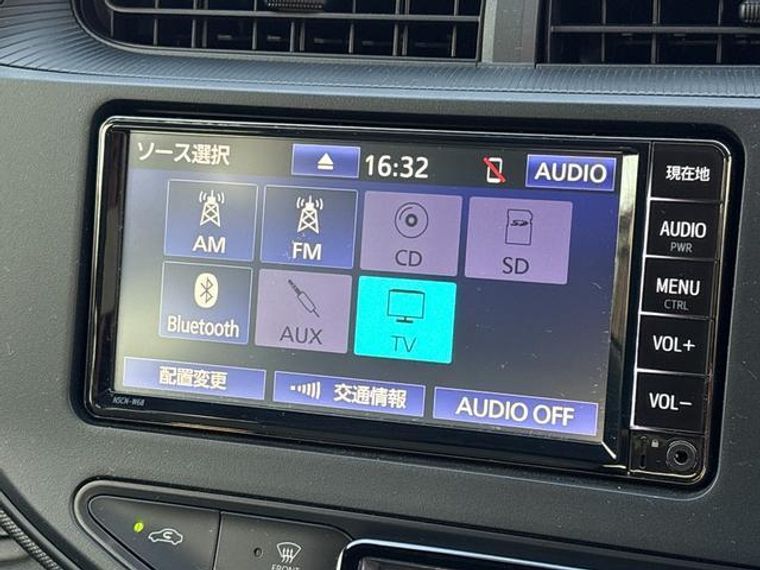 ソース選択
16:32
AUDIO
AM
FM
CD
SD
Bluetooth
AUX
TV
配置変更
交通情報
AUDIO OFF
NSCN-W68
現在地
AUDIO
PWR
MENU
CTRL
VOL+
VOL-
FRONT